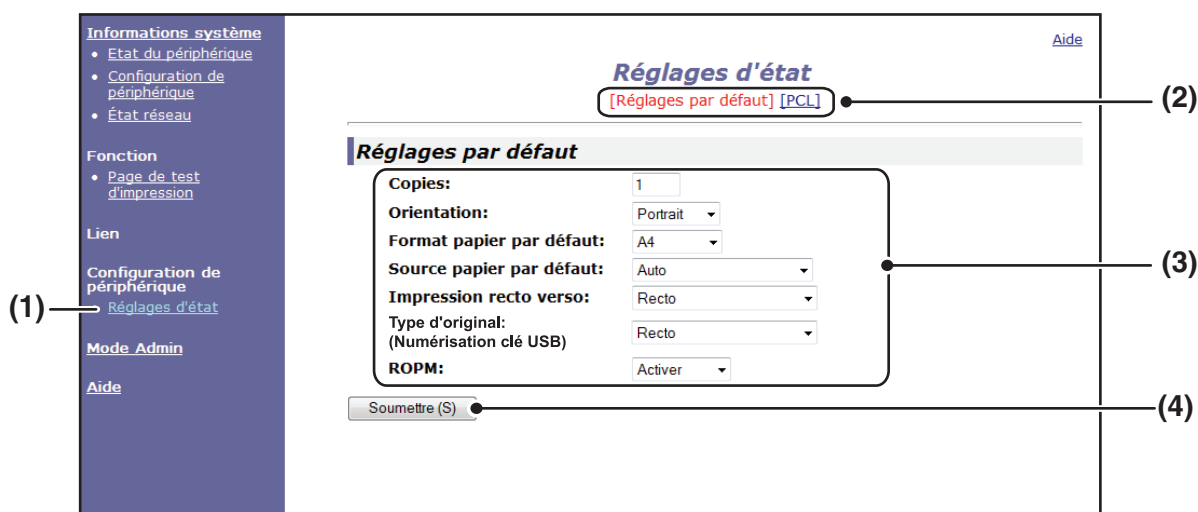 Informations système
• Etat du périphérique
• Configuration de
périphérique
• État réseau
Fonction
• Page de test
d'impression
Lien
Configuration de
périphérique
(1)
Réglages d'état
Mode Admin
Aide
Aide
Réglages d'état
[Réglages par défaut] [PCL]
(2)
Réglages par défaut
Copies: 1
Orientation: Portrait
Format papier par défaut: A4
Source papier par défaut: Auto
(3)
Impression recto verso: Recto
Type d'original:
(Numérisation clé USB) Recto
ROPM: Activer
Soumettre (S)
(4)